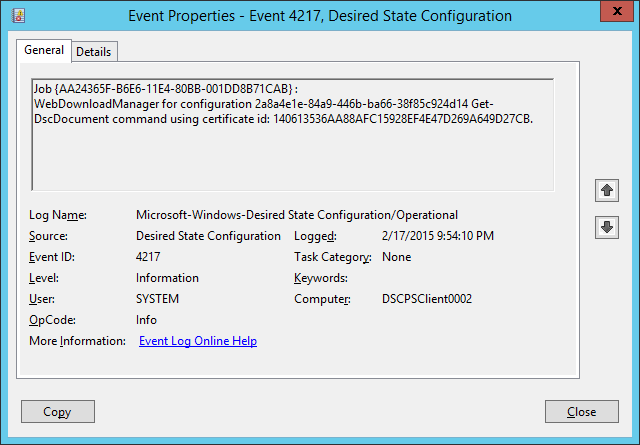 Event Properties - Event 4217, Desired State Configuration
x
General Details
Job {AA24365F-B6E6-11E4-80BB-001DD8B71CAB} :
WebDownloadManager for configuration 2a8a4e1e-84a9-446b-ba66-38f85c924d14 Get-
DscDocument command using certificate id: 140613536AA88AFC15928EF4E47D269A649D27CB.
Log Name: Microsoft-Windows-Desired State Configuration/Operational
Source: Desired State Configuration Logged: 2/17/2015 9:54:10 PM
Event ID: 4217 Task Category: None
Level: Information Keywords:
User: SYSTEM Computer: DSCPSClient0002
OpCode: Info
More Information: Event Log Online Help
Copy Close